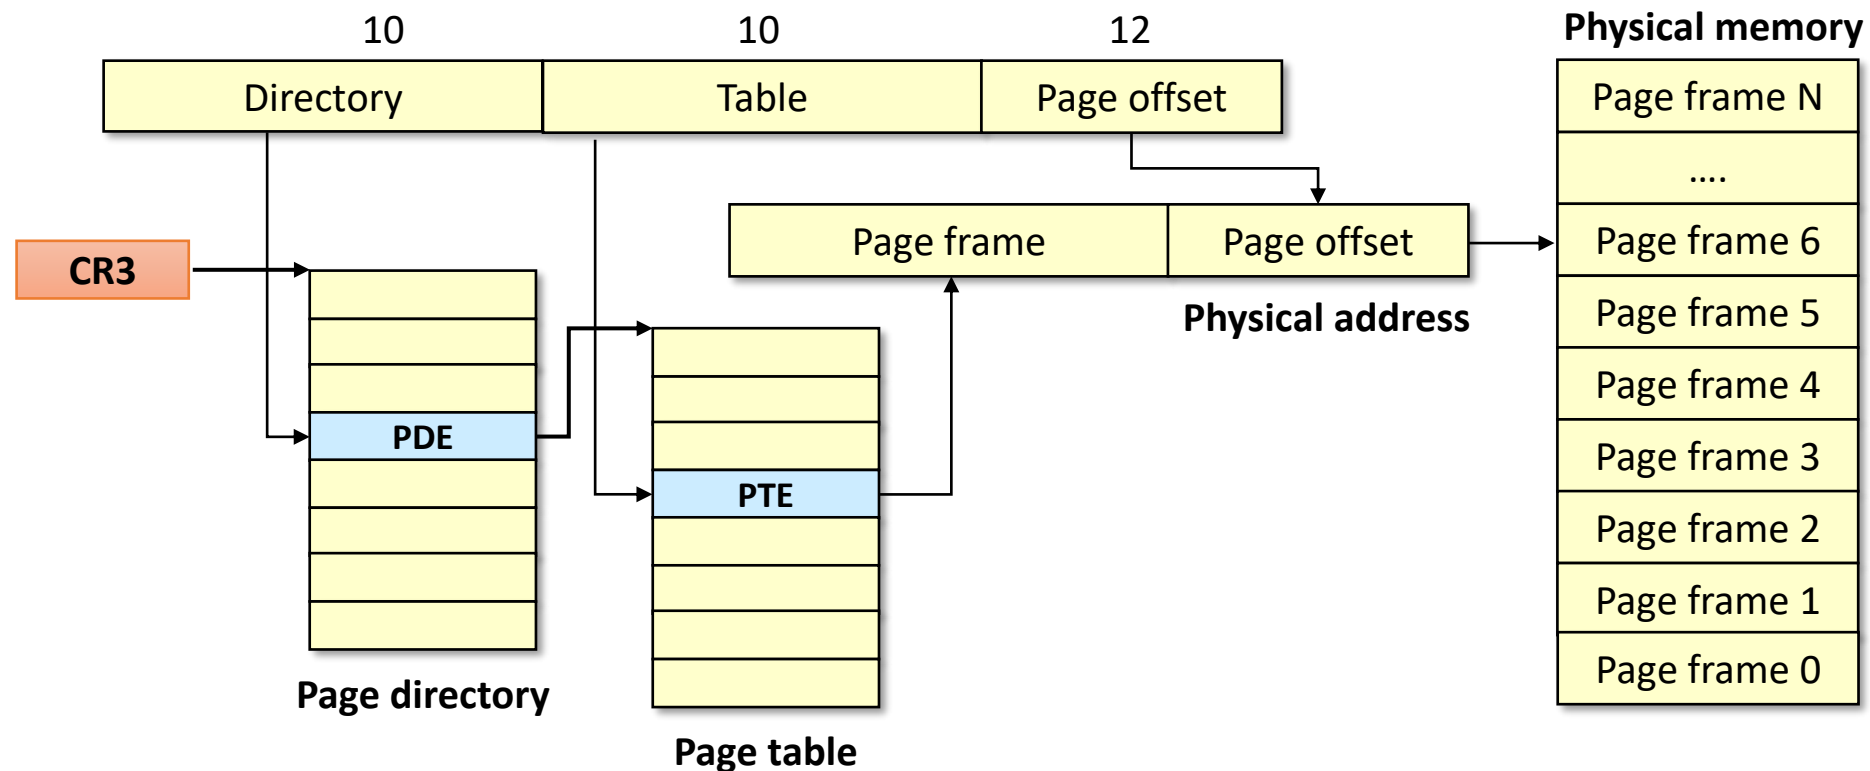 10
10
12
Physical memory
Directory
Table
Page offset
Page frame N
....
Page frame
Page offset
Page frame 6
CR3
Physical address
Page frame 5
Page frame 4
PDE
Page frame 3
PTE
Page frame 2
Page frame 1
Page frame 0
Page directory
Page table